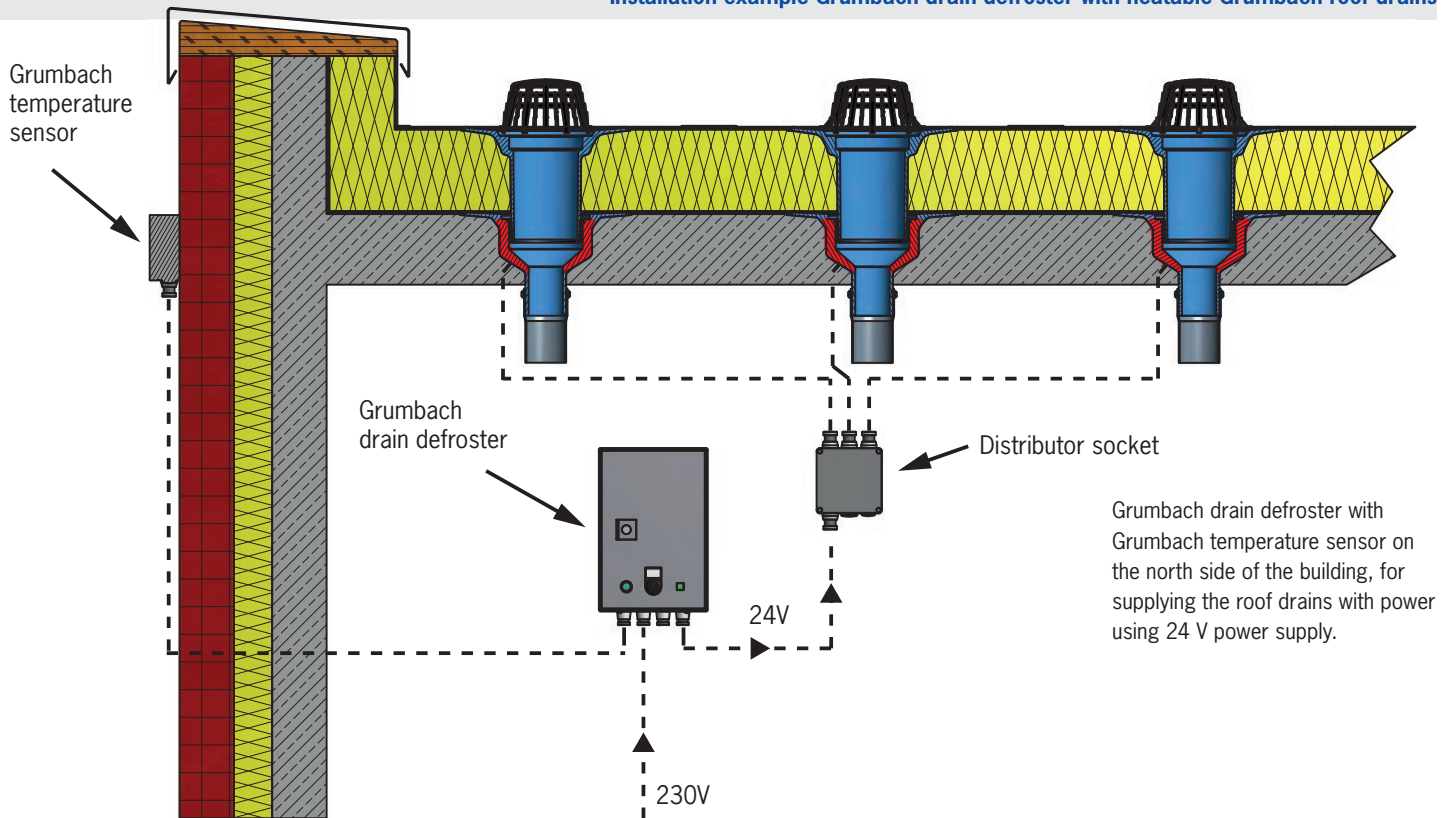 Installation example Grumbach drain defroster with heatable Grumbach roof drains
Grumbach
temperature
sensor
Grumbach
drain defroster
Distributor socket
Grumbach drain defroster with
Grumbach temperature sensor on
the north side of the building, for
supplying the roof drains with power
using 24 V power supply.
24V
230V